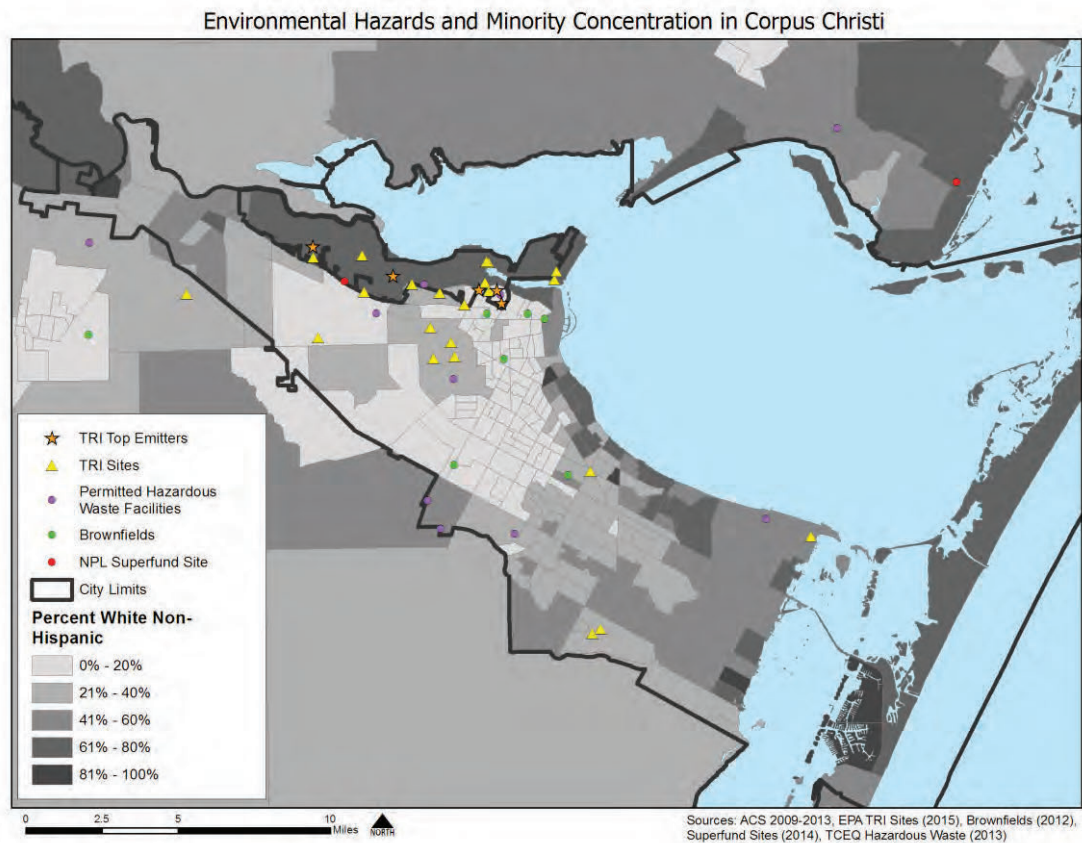 Environmental Hazards and Minority Concentration in Corpus Christi
TRI Top Emitters
TRI Sites
Permitted Hazardous
Waste Facilities
Brownfields
NPL Superfund Site
City Limits
Percent White Non-
Hispanic
0% - 20%
21% - 40%
41% - 60%
61% - 80%
81% - 100%
0 2.5 5 10
Miles
NORTH
Sources: ACS 2009-2013, EPA TRI Sites (2015), Brownfields (2012),
Superfund Sites (2014), TCEQ Hazardous Waste (2013)